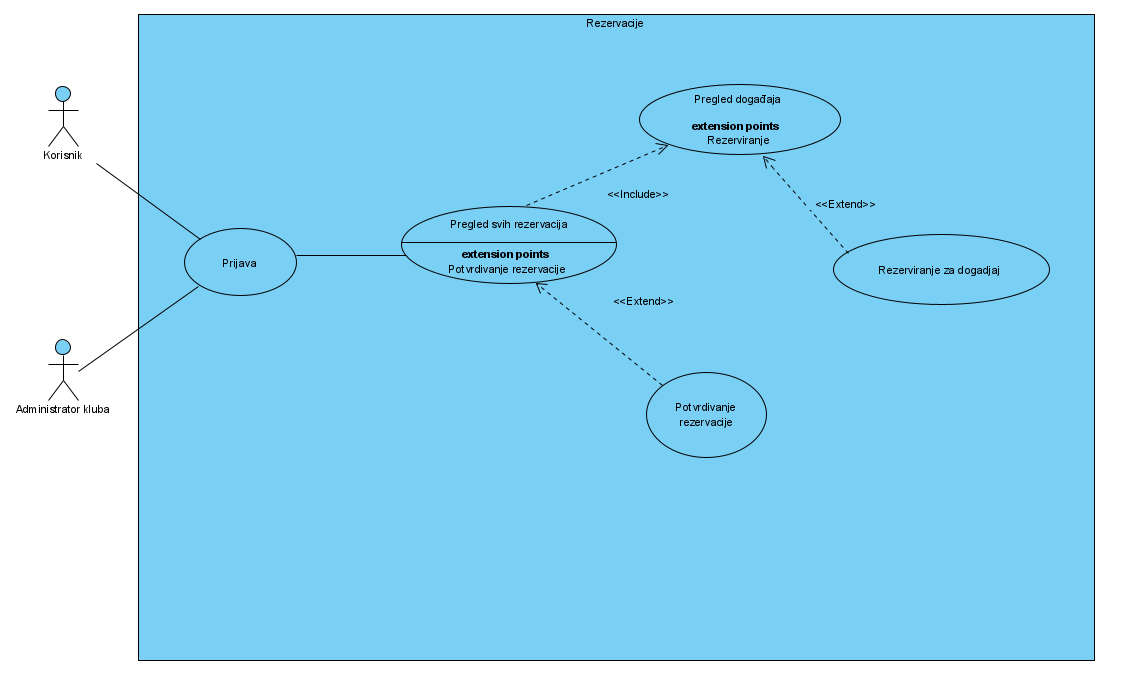 Rezervacije
Korisnik
Administrator kluba
Prijava
Pregled svih rezervacija
extension points
Potvrdivanje rezervacije
<<Include>>
Pregled događaja
extension points
Rezerviranje
<<Extend>>
Rezerviranje za dogadjaj
<<Extend>>
Potvrdivanje
rezervacije